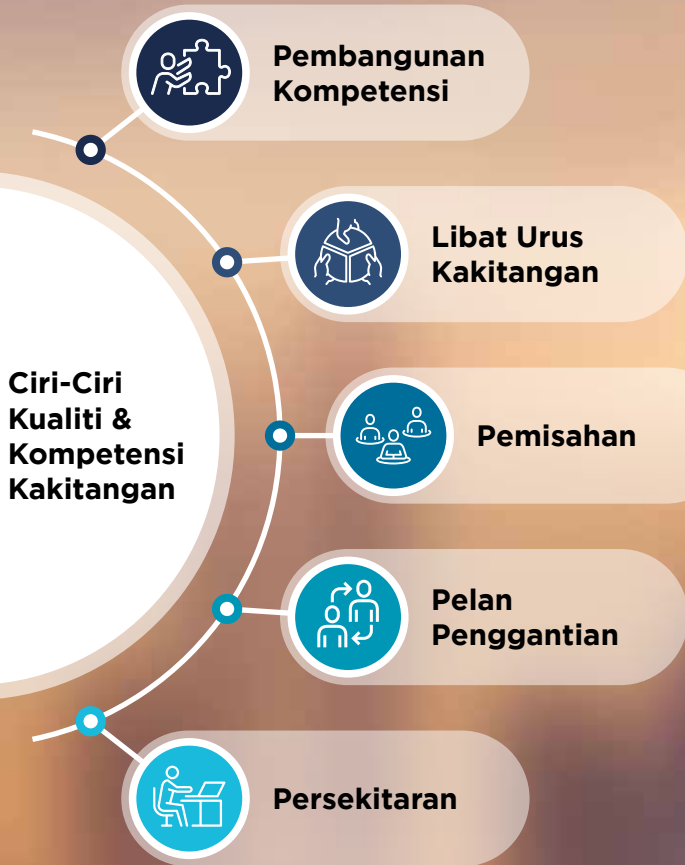 Ciri-Ciri
Kualiti &
Kompetensi
Kakitangan
Pembangunan
Kompetensi
Libat Urus
Kakitangan
Pemisahan
Pelan
Penggantian
Persekitaran